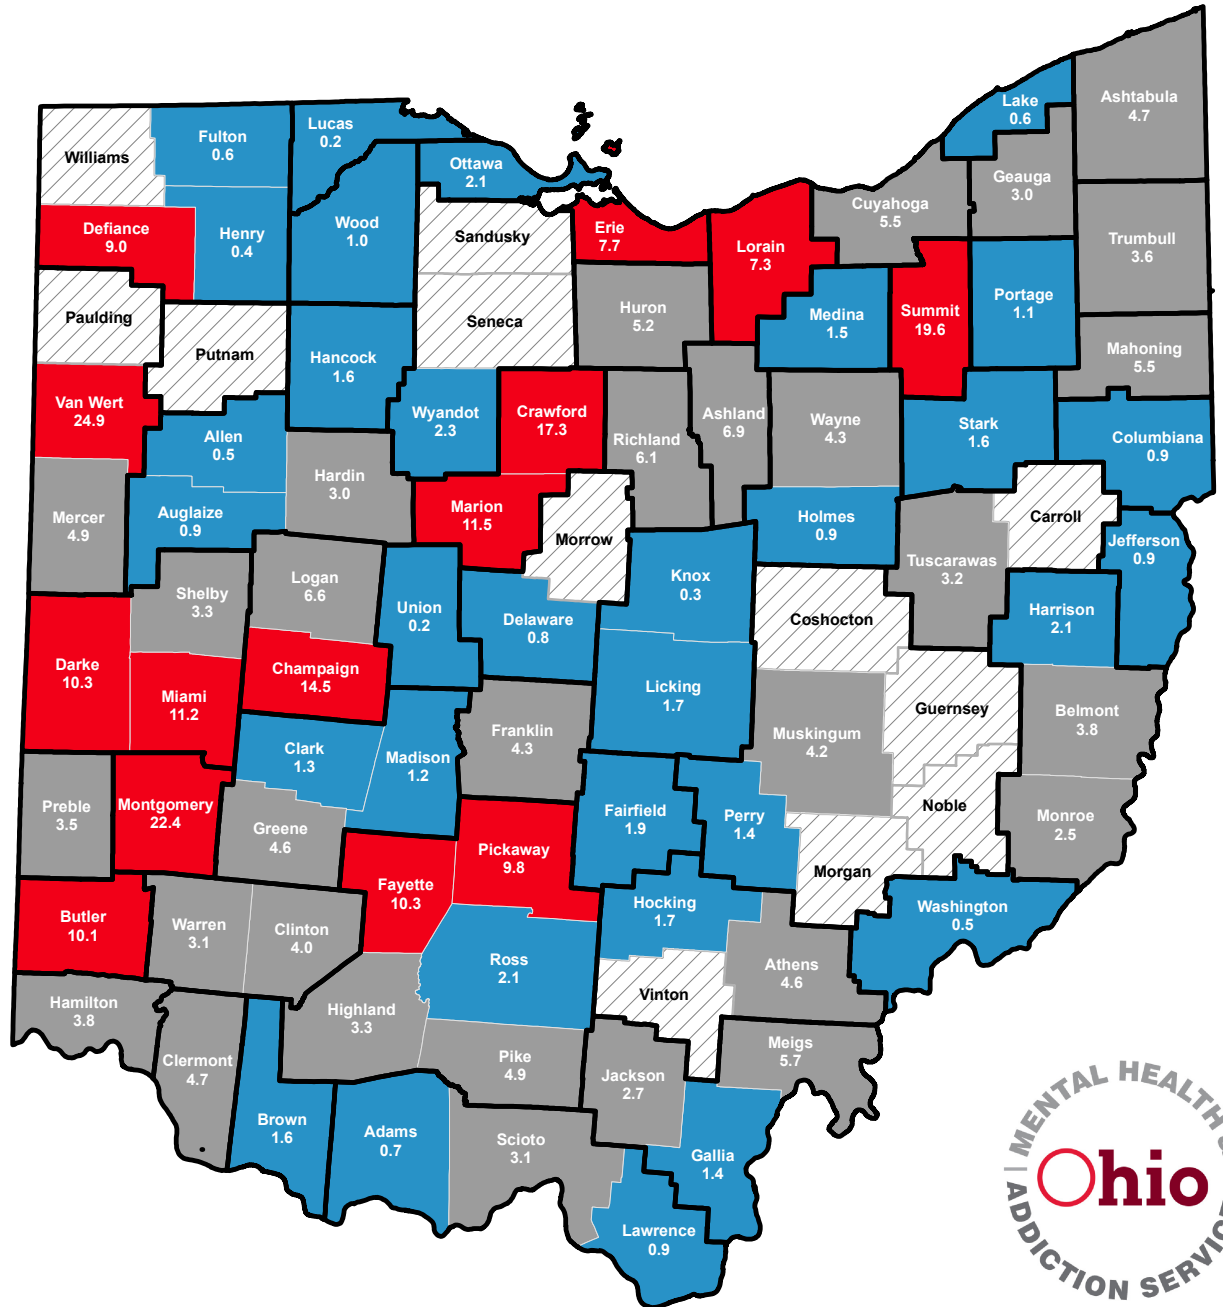 Lake
0.6
Ashtabula
4.7
Lucas
0.2
Fulton
0.6
Williams
Ottawa
2.1
Geauga
3.0
Cuyahoga
5.5
Defiance
9.0
Henry
0.4
Wood
1.0
Sandusky
Erie
7.7
Lorain
7.3
Trumbull
3.6
Paulding
Putnam
Seneca
Huron
5.2
Medina
1.5
Summit
19.6
Portage
1.1
Hancock
1.6
Mahoning
5.5
Van Wert
24.9
Allen
0.5
Wyandot
2.3
Crawford
17.3
Richland
6.1
Ashland
6.9
Wayne
4.3
Stark
1.6
Columbiana
0.9
Mercer
4.9
Auglaize
0.9
Hardin
3.0
Marion
11.5
Morrow
Holmes
0.9
Carroll
Tuscarawas
3.2
Jefferson
0.9
Shelby
3.3
Logan
6.6
Union
0.2
Delaware
0.8
Knox
0.3
Coshocton
Harrison
2.1
Darke
10.3
Miami
11.2
Champaign
14.5
Licking
1.7
Guernsey
Belmont
3.8
Franklin
4.3
Muskingum
4.2
Clark
1.3
Madison
1.2
Preble
3.5
Montgomery
22.4
Greene
4.6
Fairfield
1.9
Perry
1.4
Noble
Monroe
2.5
Pickaway
9.8
Morgan
Fayette
10.3
Butler
10.1
Warren
3.1
Clinton
4.0
Hocking
1.7
Washington
0.5
Ross
2.1
Athens
4.6
Vinton
Hamilton
3.8
Highland
3.3
Clermont
4.7
Pike
4.9
Jackson
2.7
Meigs
5.7
Brown
1.6
Adams
0.7
Scioto
3.1
Gallia
1.4
Lawrence
0.9
MENTAL HEALTH
Ohio
ADDICTION